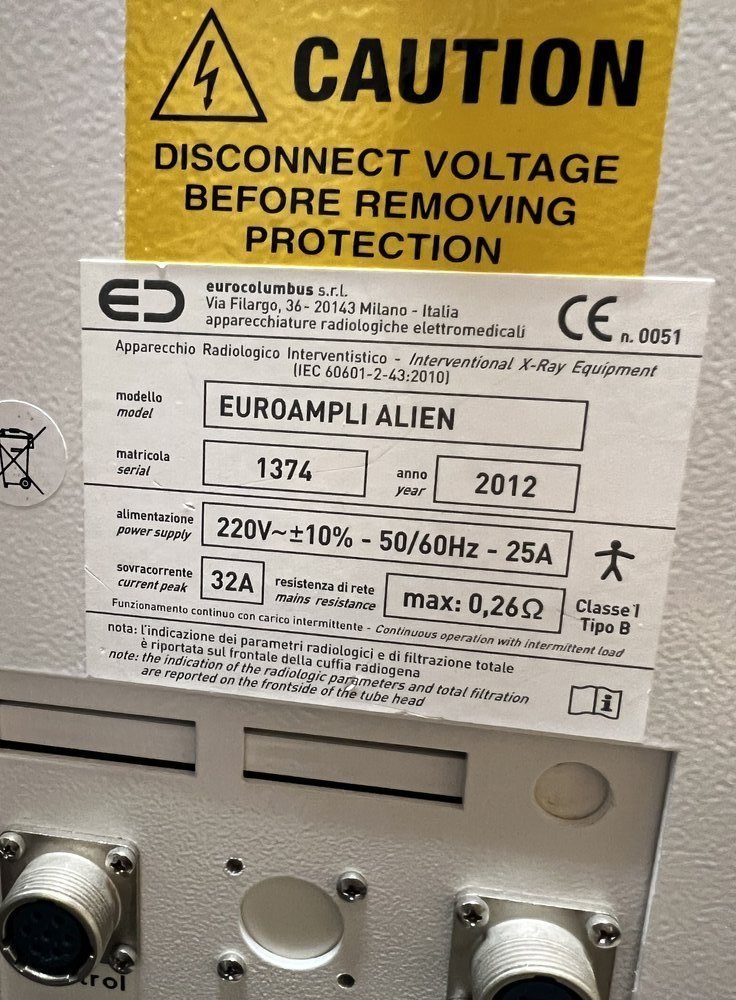 CAUTION
DISCONNECT VOLTAGE
BEFORE REMOVING
PROTECTION
eurocolumbus s.r.l.
Via Filargo, 36 - 20143 Milano - Italia
apparecchiature radiologiche elettromedicali
CE n. 0051
Apparecchio Radiologico Interventistico - Interventional X-Ray Equipment
(IEC 60601-2-43:2010)
modello
model
EUROAMPLI ALIEN
matricola
serial
1374
anno
year
2012
alimentazione
power supply
220V~±10% - 50/60Hz - 25A
sovracorrente
current peak
32A
resistenza di rete
mains resistance
max: 0,26Ω
Classe 1
Tipo B
Funzionamento continuo con carico intermittente - Continuous operation with intermittent load
nota: l'indicazione dei parametri radiologici e di filtrazione totale
è riportata sul frontale della cuffia radiogena
note: the indication of the radiologic parameters and total filtration
are reported on the frontside of the tube head